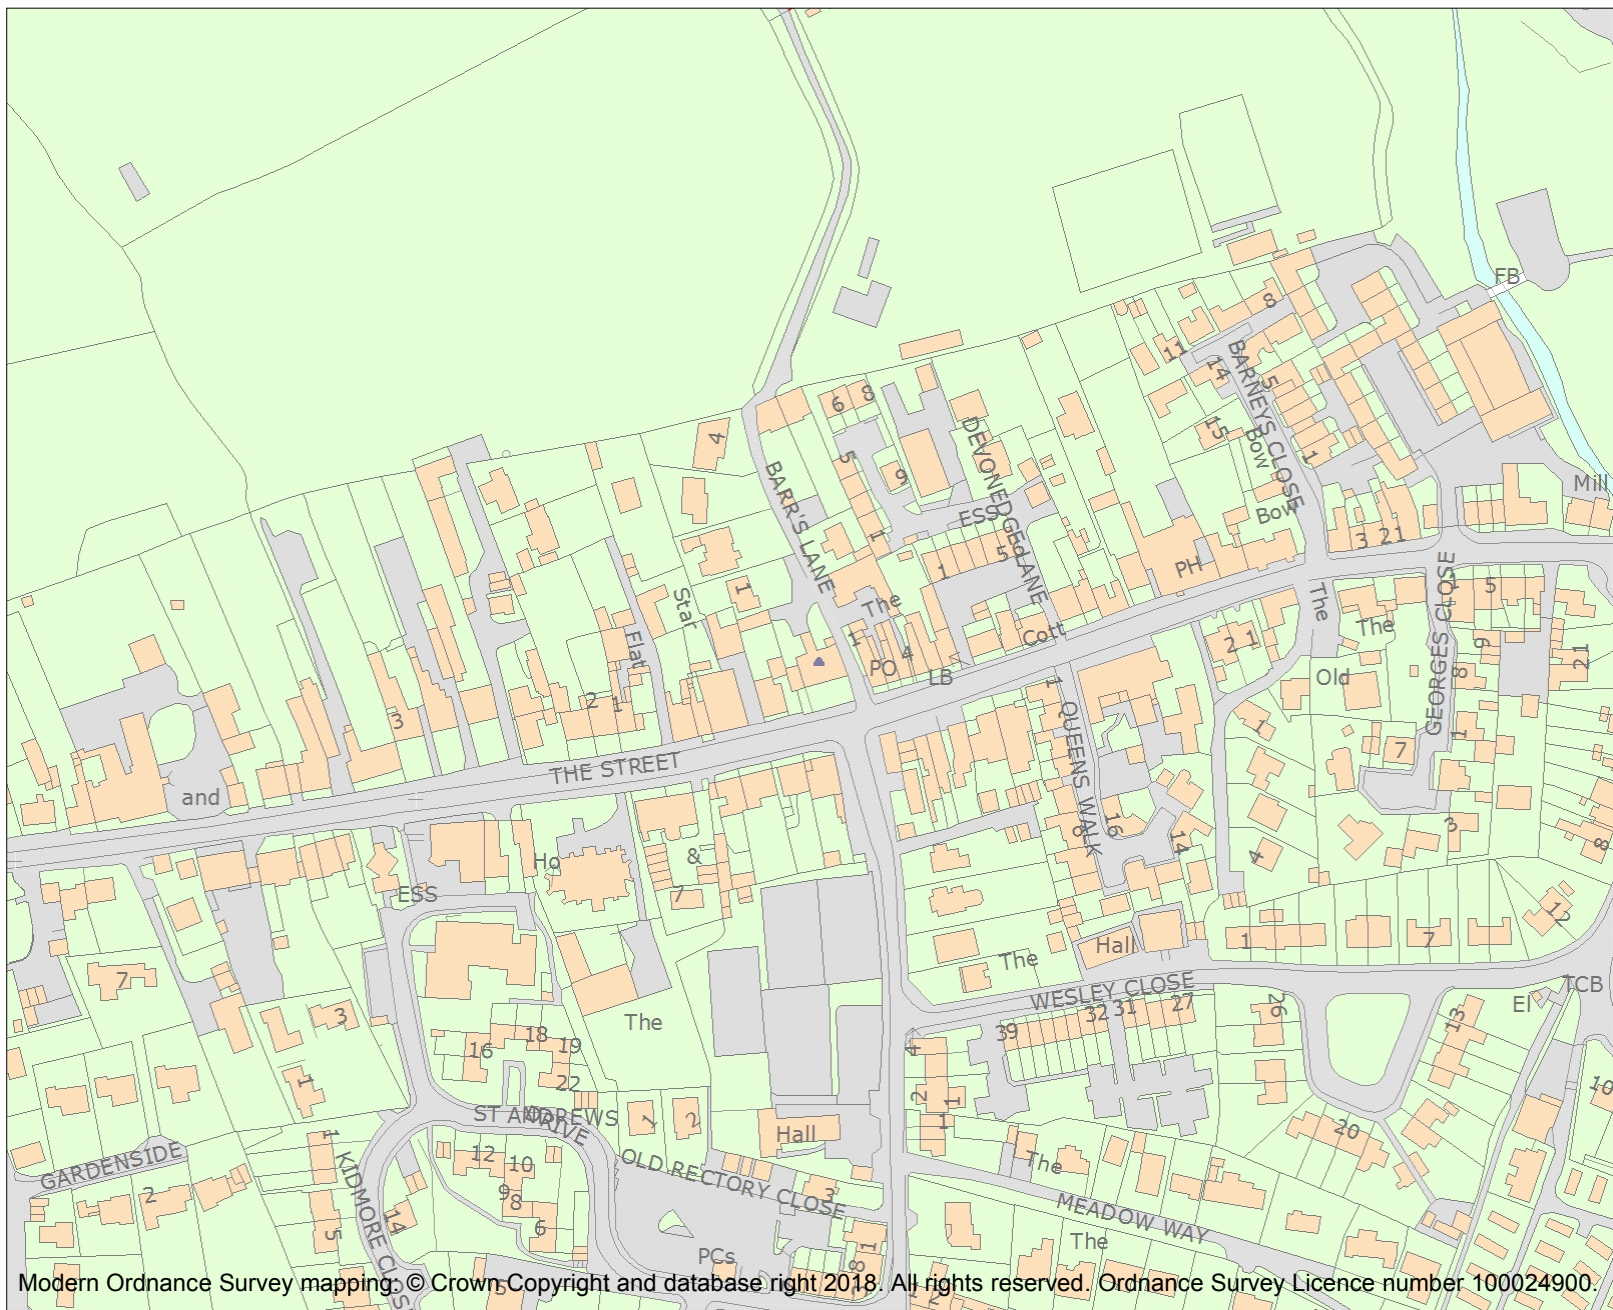 FB
8
11
14
BARNEYS CLOSE
5
15
Bow
1
Bow
Mill
4
6
8
5
9
DEVONEDGE LANE
BARR'S LANE
ESS
1
1
5
PH
3
21
The
Star
1
Flat
1
4
PO
LB
Cott
The
The
Old
2
1
GEORGES CLOSE
1
5
9
8
21
1
7
3
8
3
2
1
1
QUEENS WALK
16
14
1
4
THE STREET
and
Ho
&
7
ESS
7
3
1
The
Hall
The
WESLEY CLOSE
1
7
12
TCB
El
39
32
31
27
26
13
10
20
16
18
19
22
ST ANDREWS
DRIVE
1
2
Hall
4
2
1
1
GARDENSIDE
2
1
5
KIDMORE CLOS
14
12
10
9
8
6
5
OLD RECTORY CLOSE
3
PCs
The
MEADOW WAY
The
Modern Ordnance Survey mapping: © Crown Copyright and database right 2018. All rights reserved. Ordnance Survey Licence number 100024900.